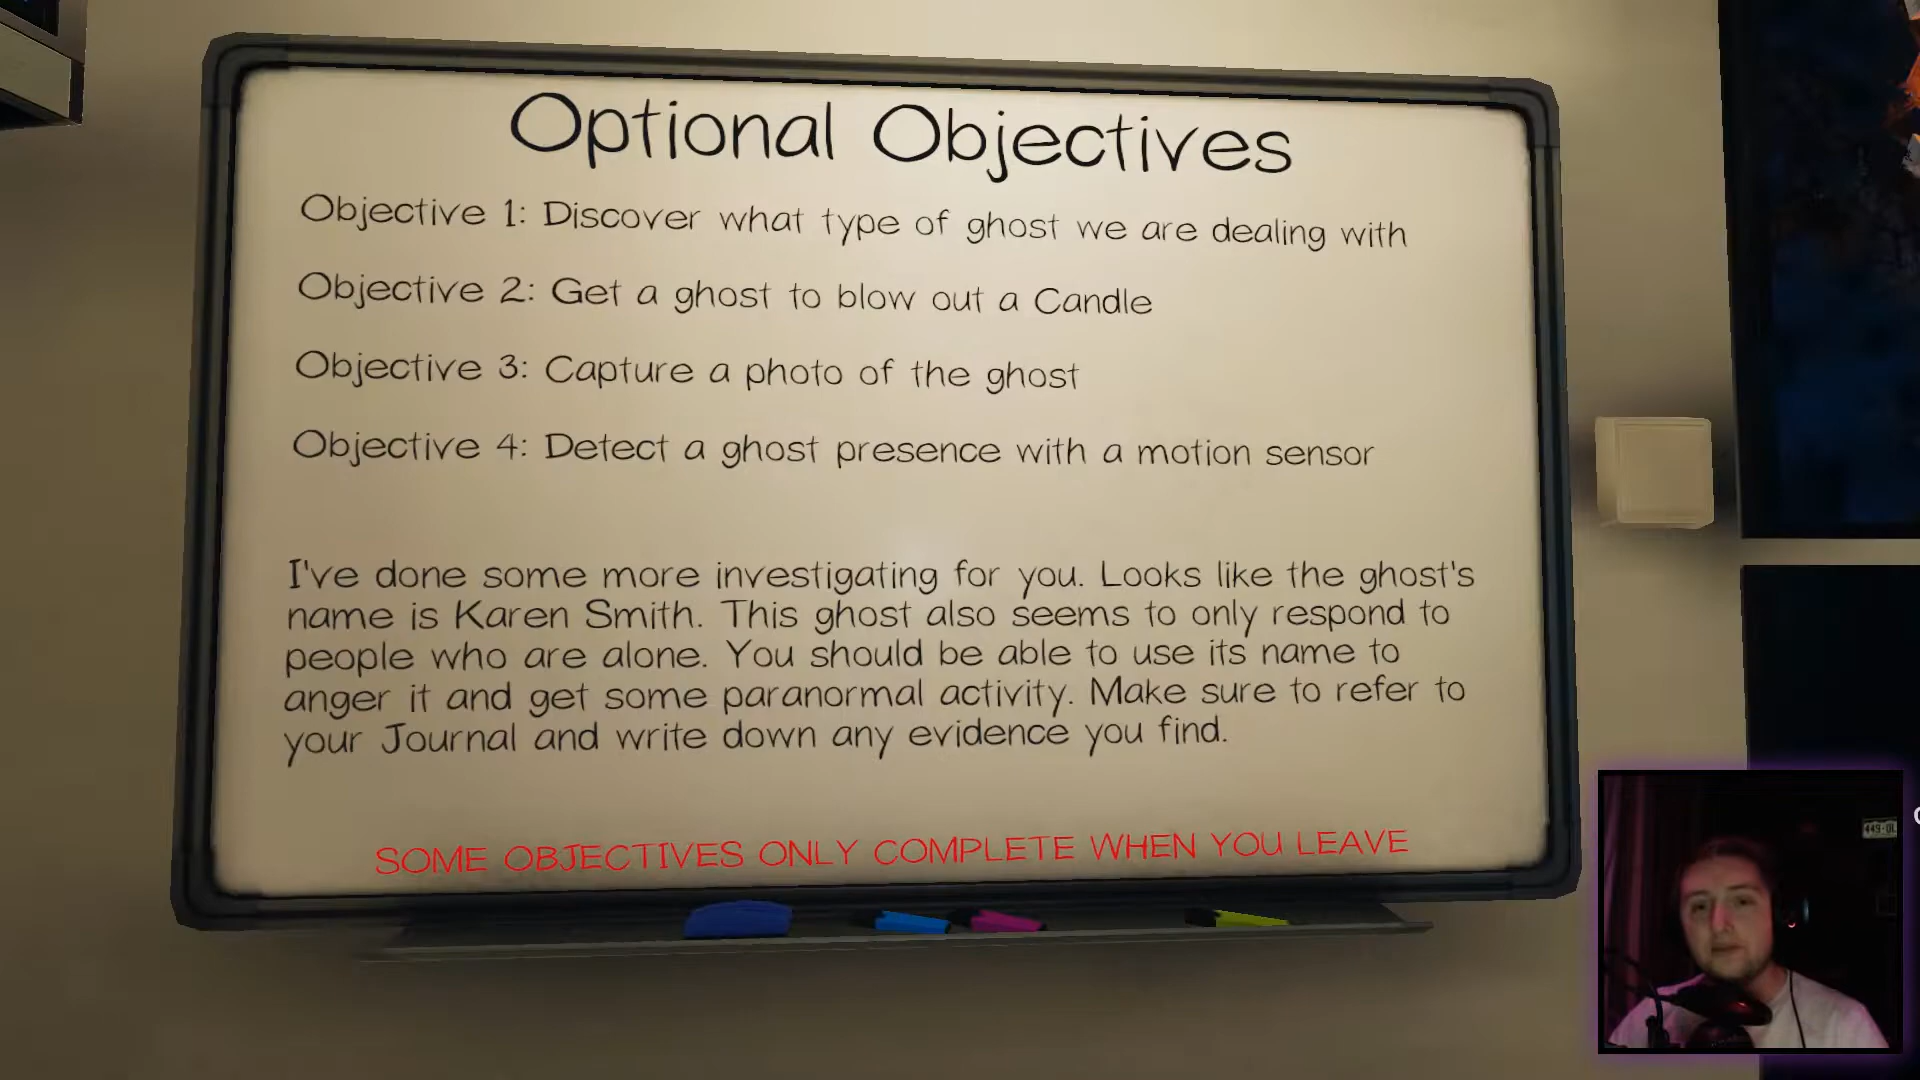 Optional Objectives
Objective 1: Discover what type of ghost we are dealing with
Objective 2: Get a ghost to blow out a Candle
Objective 3: Capture a photo of the ghost
Objective 4: Detect a ghost presence with a motion sensor
I've done some more investigating for you. Looks like the ghost's
name is Karen Smith. This ghost also seems to only respond to
people who are alone. You should be able to use its name to
anger it and get some paranormal activity. Make sure to refer to
your Journal and write down any evidence you find.
SOME OBJECTIVES ONLY COMPLETE WHEN YOU LEAVE